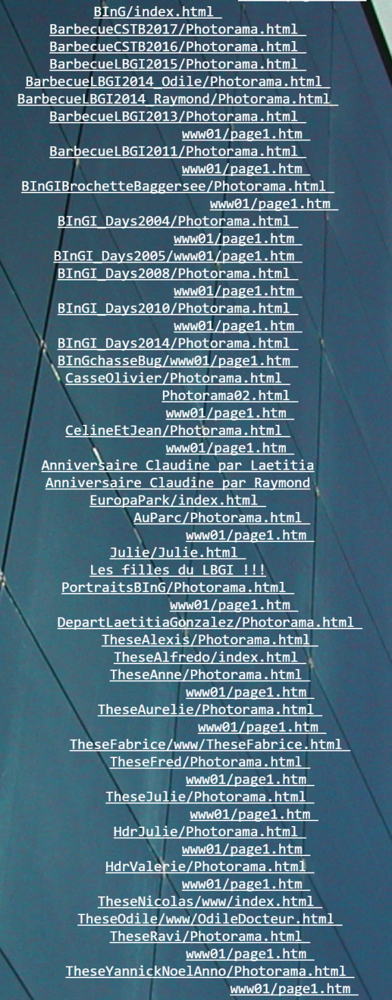 BInG/index.html
BarbecueCSTB2017/Photorama.html
BarbecueCSTB2016/Photorama.html
BarbecueLBGI2015/Photorama.html
BarbecueLBGI2014_Odile/Photorama.html
BarbecueLBGI2014_Raymond/Photorama.html
BarbecueLBGI2013/Photorama.html
www01/page1.htm
BarbecueLBGI2011/Photorama.html
www01/page1.htm
BInGIBrochetteBaggersee/Photorama.html
www01/page1.htm
BInGI_Days2004/Photorama.html
www01/page1.htm
BInGI_Days2005/www01/page1.htm
BInGI_Days2008/Photorama.html
www01/page1.htm
BInGI_Days2010/Photorama.html
www01/page1.htm
BInGI_Days2014/Photorama.html
BInGchasseBug/www01/page1.htm
CasseOlivier/Photorama.html
Photorama02.html
www01/page1.htm
CelineEtJean/Photorama.html
www01/page1.htm
Anniversaire Claudine par Laetitia
Anniversaire Claudine par Raymond
EuropaPark/index.html
AuParc/Photorama.html
www01/page1.htm
Julie/Julie.html
Les filles du LBGI !!!
PortraitsBInG/Photorama.html
www01/page1.htm
DepartLaetitiaGonzalez/Photorama.html
TheseAlexis/Photorama.html
TheseAlfredo/index.html
TheseAnne/Photorama.html
www01/page1.htm
TheseAurelie/Photorama.html
www01/page1.htm
TheseFabrice/www/TheseFabrice.html
TheseFred/Photorama.html
www01/page1.htm
TheseJulie/Photorama.html
www01/page1.htm
HdrJulie/Photorama.html
www01/page1.htm
HdrValerie/Photorama.html
www01/page1.htm
TheseNicolas/www/index.html
TheseOdile/www/OdileDocteur.html
TheseRavi/Photorama.html
www01/page1.htm
TheseYannickNoelAnno/Photorama.html
www01/page1.htm